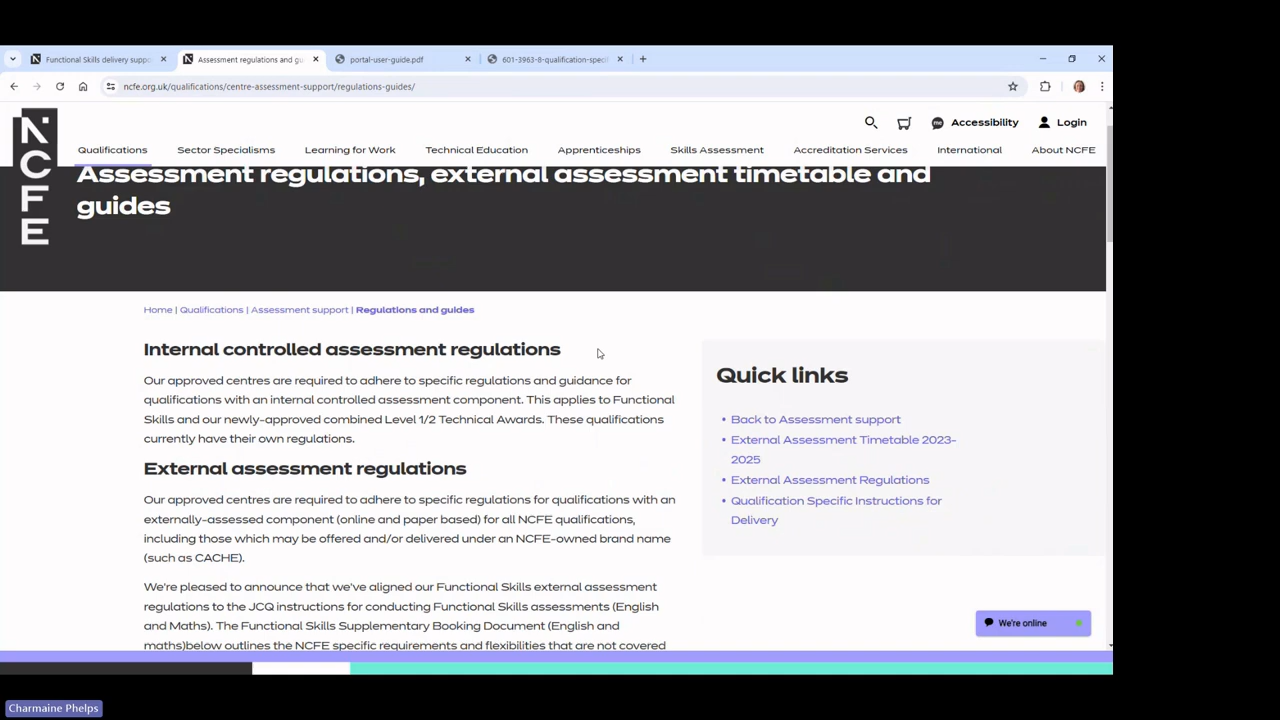 Functional Skills delivery suppo
Assessment regulations and gu
portal-user-guide.pdf
601-3963-8-qualification-specif
ncfe.org.uk/qualifications/centre-assessment-support/regulations-guides/
NCFE
Accessibility
Login
Qualifications
Sector Specialisms
Learning for Work
Technical Education
Apprenticeships
Skills Assessment
Accreditation Services
International
About NCFE
Assessment regulations, external assessment timetable and
guides
Home | Qualifications | Assessment support | Regulations and guides
Internal controlled assessment regulations
Our approved centres are required to adhere to specific regulations and guidance for
qualifications with an internal controlled assessment component. This applies to Functional
Skills and our newly-approved combined Level 1/2 Technical Awards. These qualifications
currently have their own regulations.
External assessment regulations
Our approved centres are required to adhere to specific regulations for qualifications with an
externally-assessed component (online and paper based) for all NCFE qualifications,
including those which may be offered and/or delivered under an NCFE-owned brand name
(such as CACHE).
We're pleased to announce that we've aligned our Functional Skills external assessment
regulations to the JCQ instructions for conducting Functional Skills assessments (English
and Maths). The Functional Skills Supplementary Booking Document (English and
maths)below outlines the NCFE specific requirements and flexibilities that are not covered
Quick links
• Back to Assessment support
• External Assessment Timetable 2023-
2025
• External Assessment Regulations
• Qualification Specific Instructions for
Delivery
We're online
Charmaine Phelps